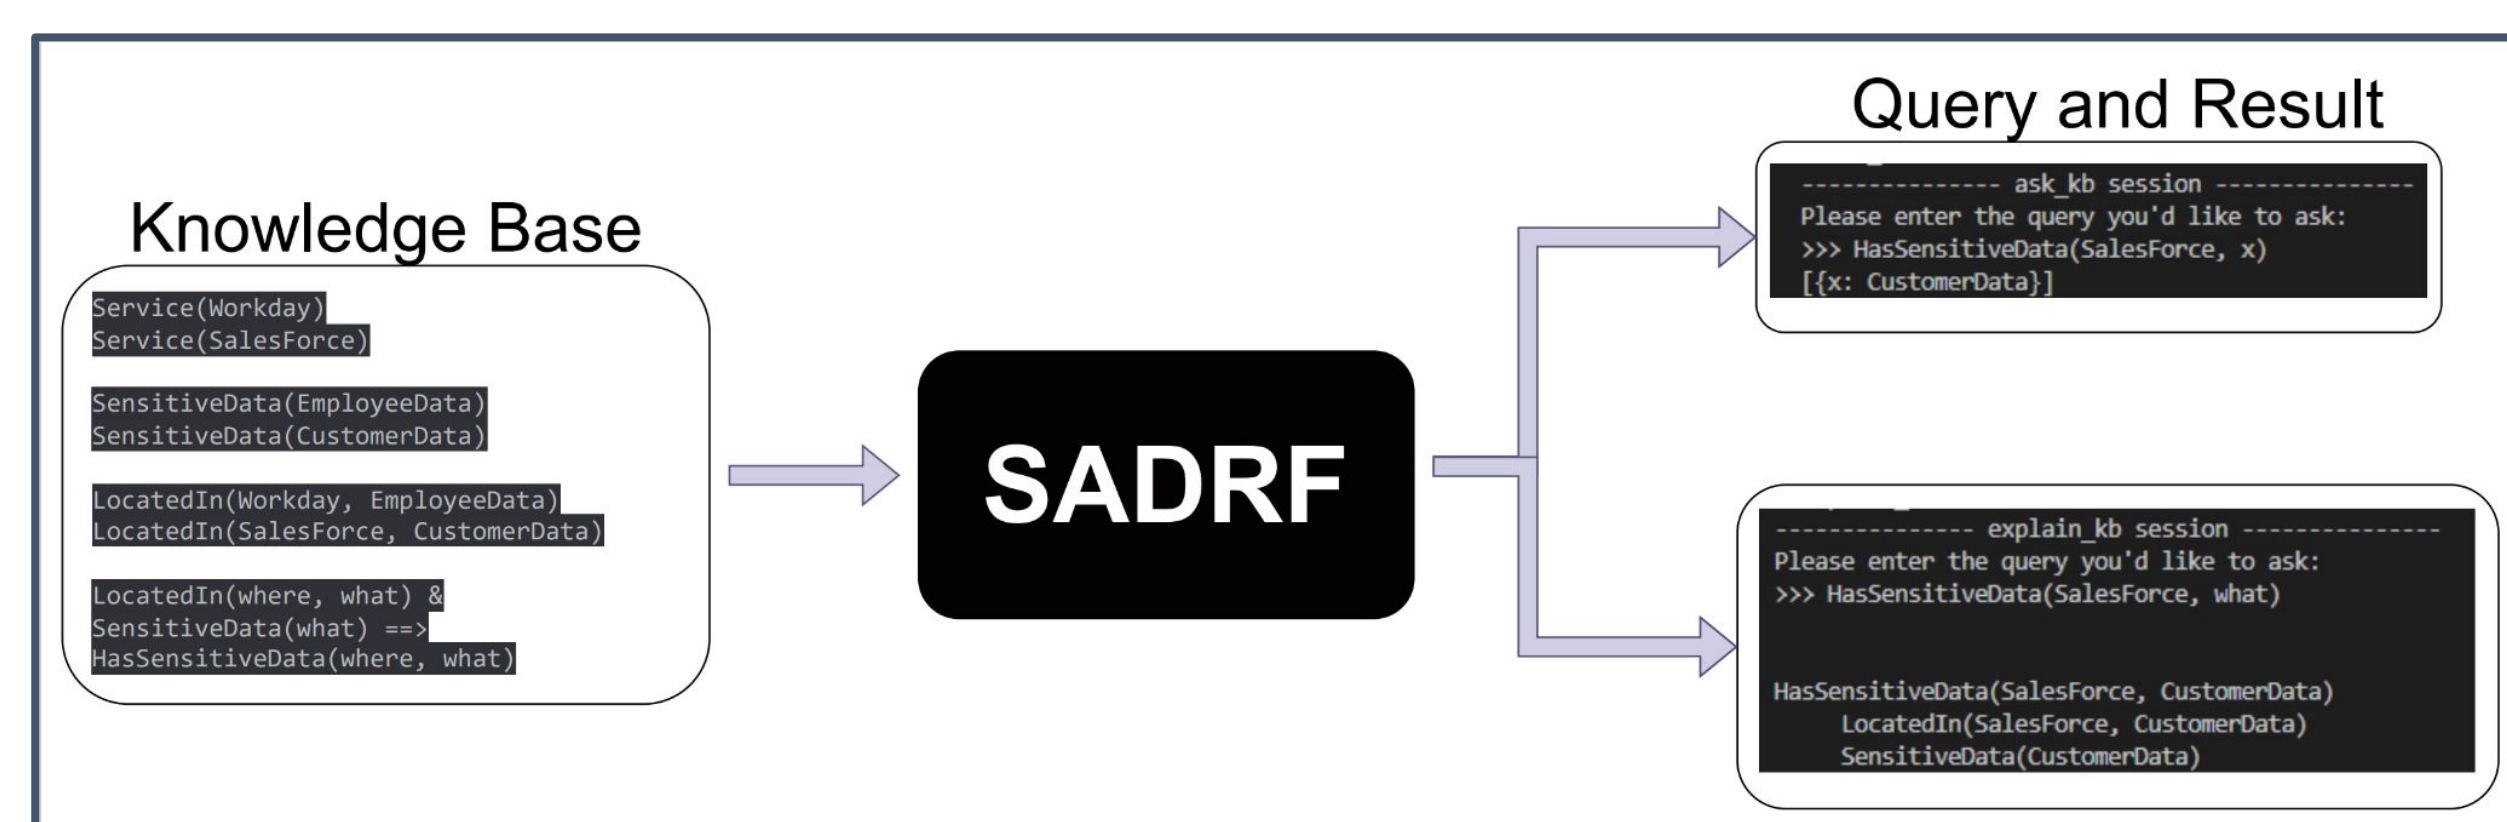 Knowledge Base
Service(Workday)
Service(SalesForce)
SensitiveData(EmployeeData)
SensitiveData(CustomerData)
LocatedIn(Workday, EmployeeData)
LocatedIn(SalesForce, CustomerData)
LocatedIn(where, what) &
SensitiveData(what) ==>
HasSensitiveData(where, what)
SADRF
Query and Result
--------------- ask_kb session ---------------
Please enter the query you'd like to ask:
>>> HasSensitiveData(SalesForce, x)
[{x: CustomerData}]
--------------- explain_kb session ---------------
Please enter the query you'd like to ask:
>>> HasSensitiveData(SalesForce, what)
HasSensitiveData(SalesForce, CustomerData)
LocatedIn(SalesForce, CustomerData)
SensitiveData(CustomerData)